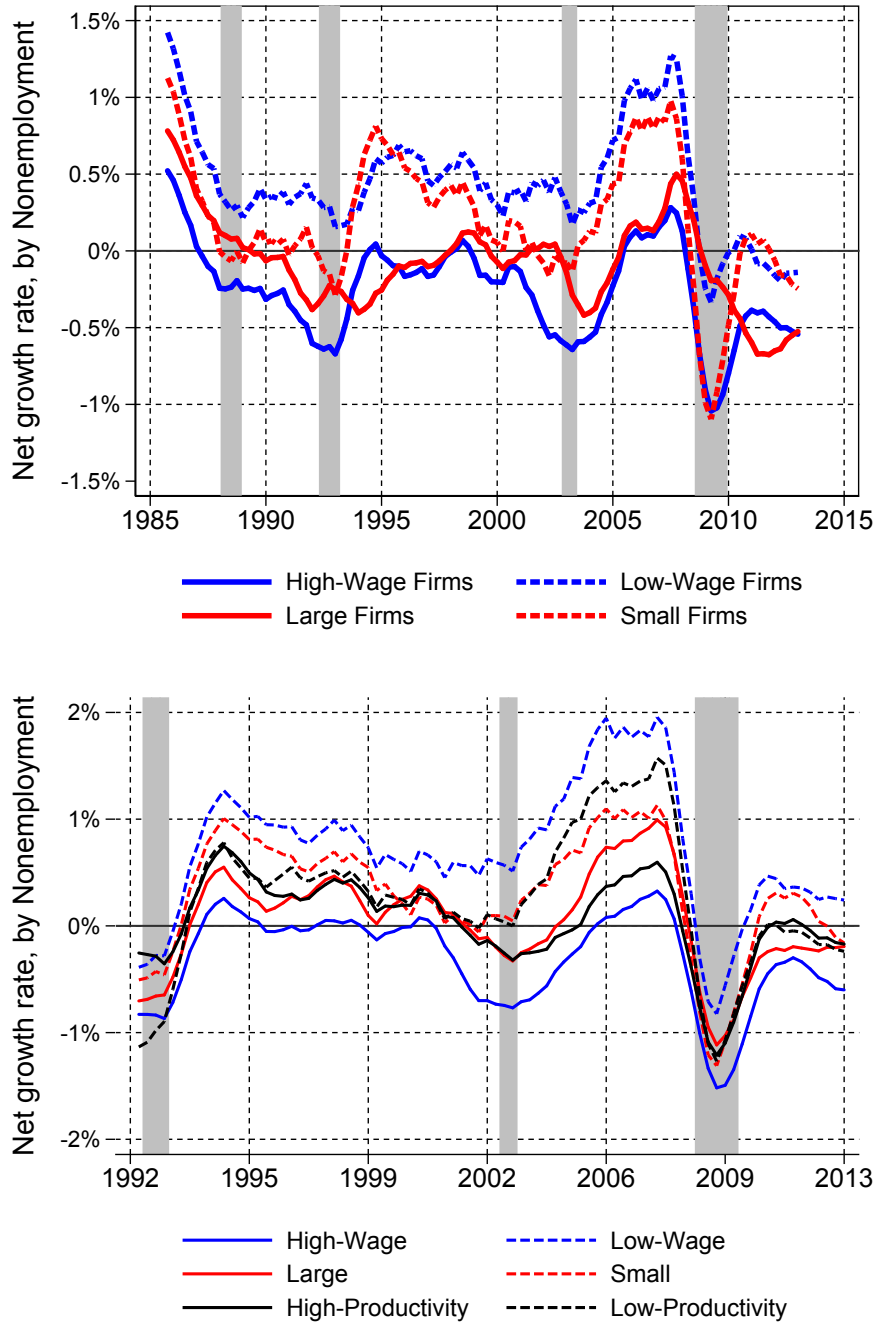 Net growth rate, by Nonemployment
1.5%
1%
0.5%
0%
-0.5%
-1%
-1.5%
1985 1990 1995 2000 2005 2010 2015
High-Wage Firms Low-Wage Firms
Large Firms Small Firms
Net growth rate, by Nonemployment
2%
1%
0%
-1%
-2%
1992 1995 1999 2002 2006 2009 2013
High-Wage Low-Wage
Large Small
High-Productivity Low-Productivity